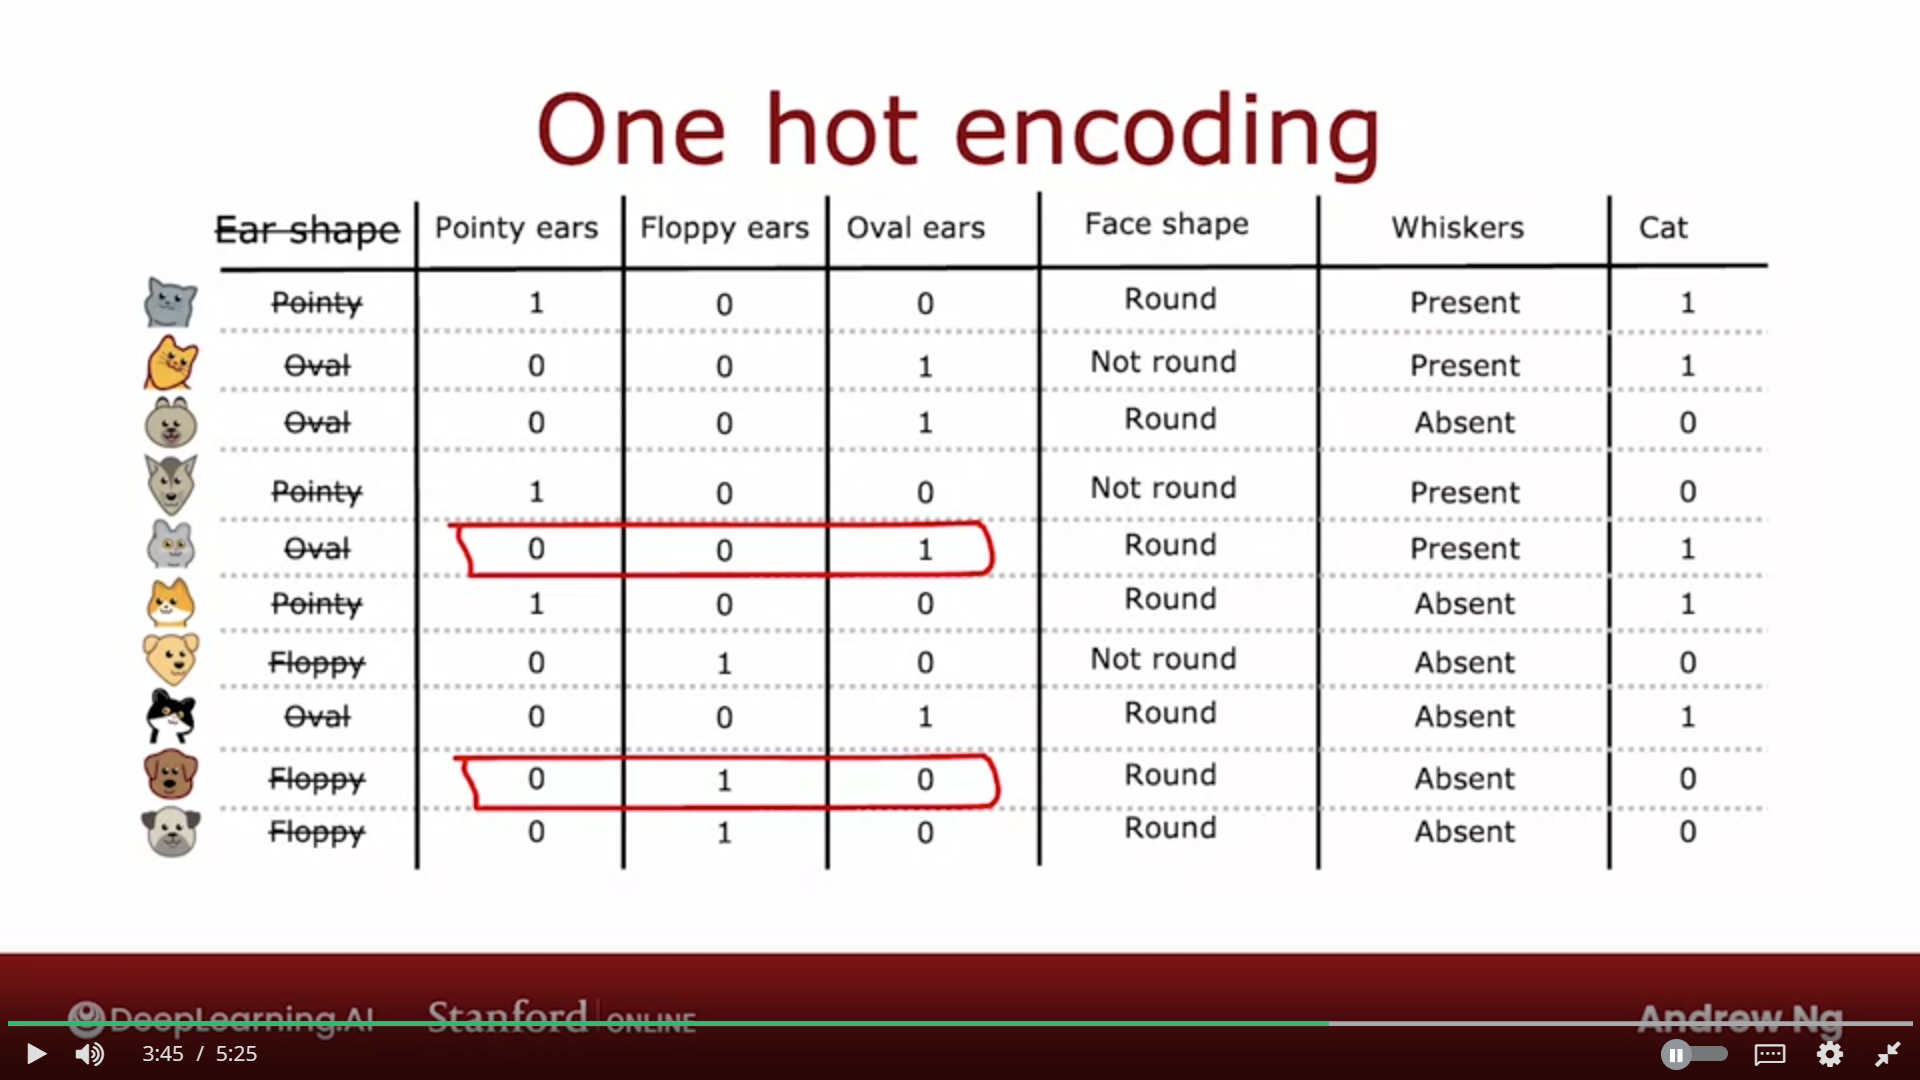 One hot encoding
Ear shape Pointy ears Floppy ears Oval ears Face shape Whiskers Cat
Pointy 1 0 0 Round Present 1
Oval 0 0 1 Not round Present 1
Oval 0 0 1 Round Absent 0
Pointy 1 0 0 Not round Present 0
Oval 0 0 1 Round Present 1
Pointy 1 0 0 Round Absent 1
Floppy 0 1 0 Not round Absent 0
Oval 0 0 1 Round Absent 1
Floppy 0 1 0 Round Absent 0
Floppy 0 1 0 Round Absent 0
DeepLearning.AI Stanford ONLINE Andrew Ng
3:45 / 5:25